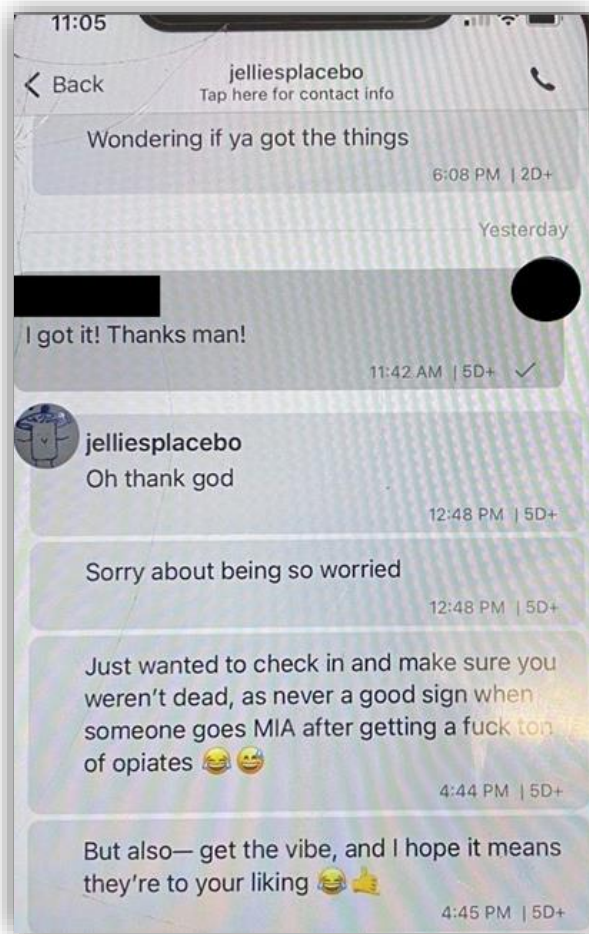 11:05
Back
jelliesplacebo
Tap here for contact info
Wondering if ya got the things
6:08 PM | 2D+
Yesterday
I got it! Thanks man!
11:42 AM | 5D+
jelliesplacebo
Oh thank god
12:48 PM | 5D+
Sorry about being so worried
12:48 PM | 5D+
Just wanted to check in and make sure you
weren’t dead, as never a good sign when
someone goes MIA after getting a fuck ton
of opiates 😂😅
4:44 PM | 5D+
But also— get the vibe, and I hope it means
they’re to your liking 😂🤙
4:45 PM | 5D+